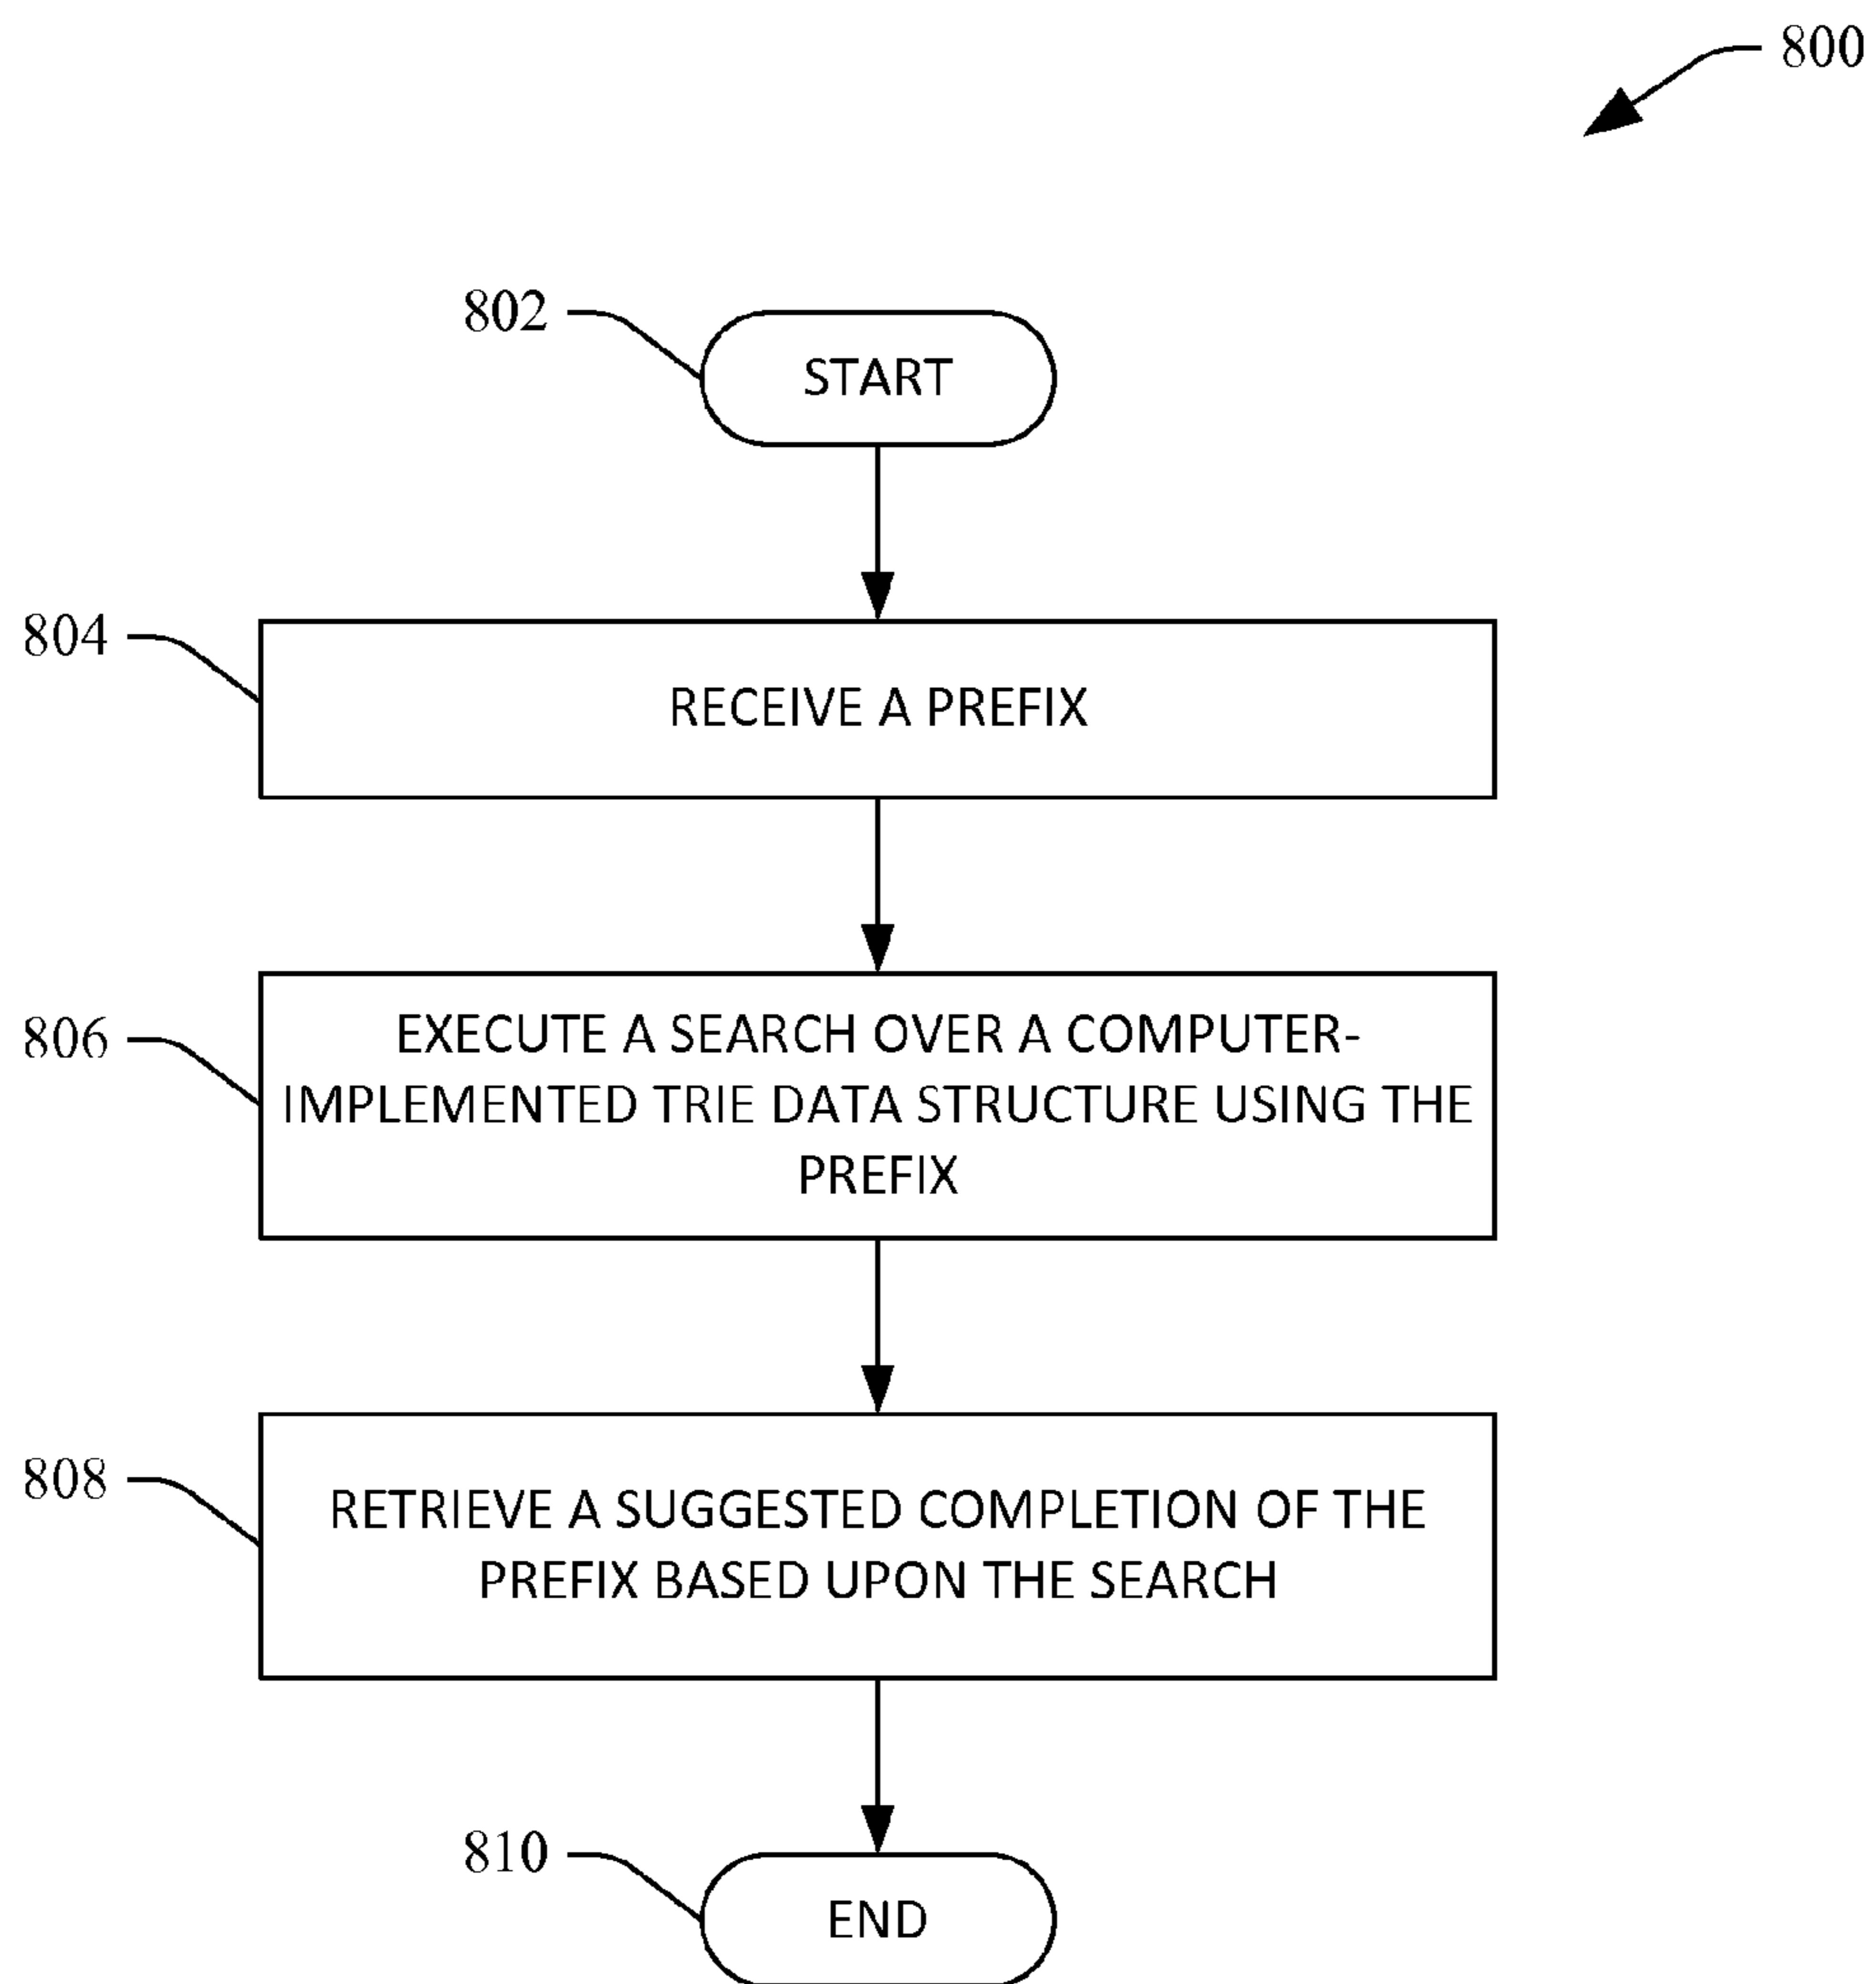 800
802
START
804
RECEIVE A PREFIX
806
EXECUTE A SEARCH OVER A COMPUTER-
IMPLEMENTED TRIE DATA STRUCTURE USING THE
PREFIX
808
RETRIEVE A SUGGESTED COMPLETION OF THE
PREFIX BASED UPON THE SEARCH
810
END